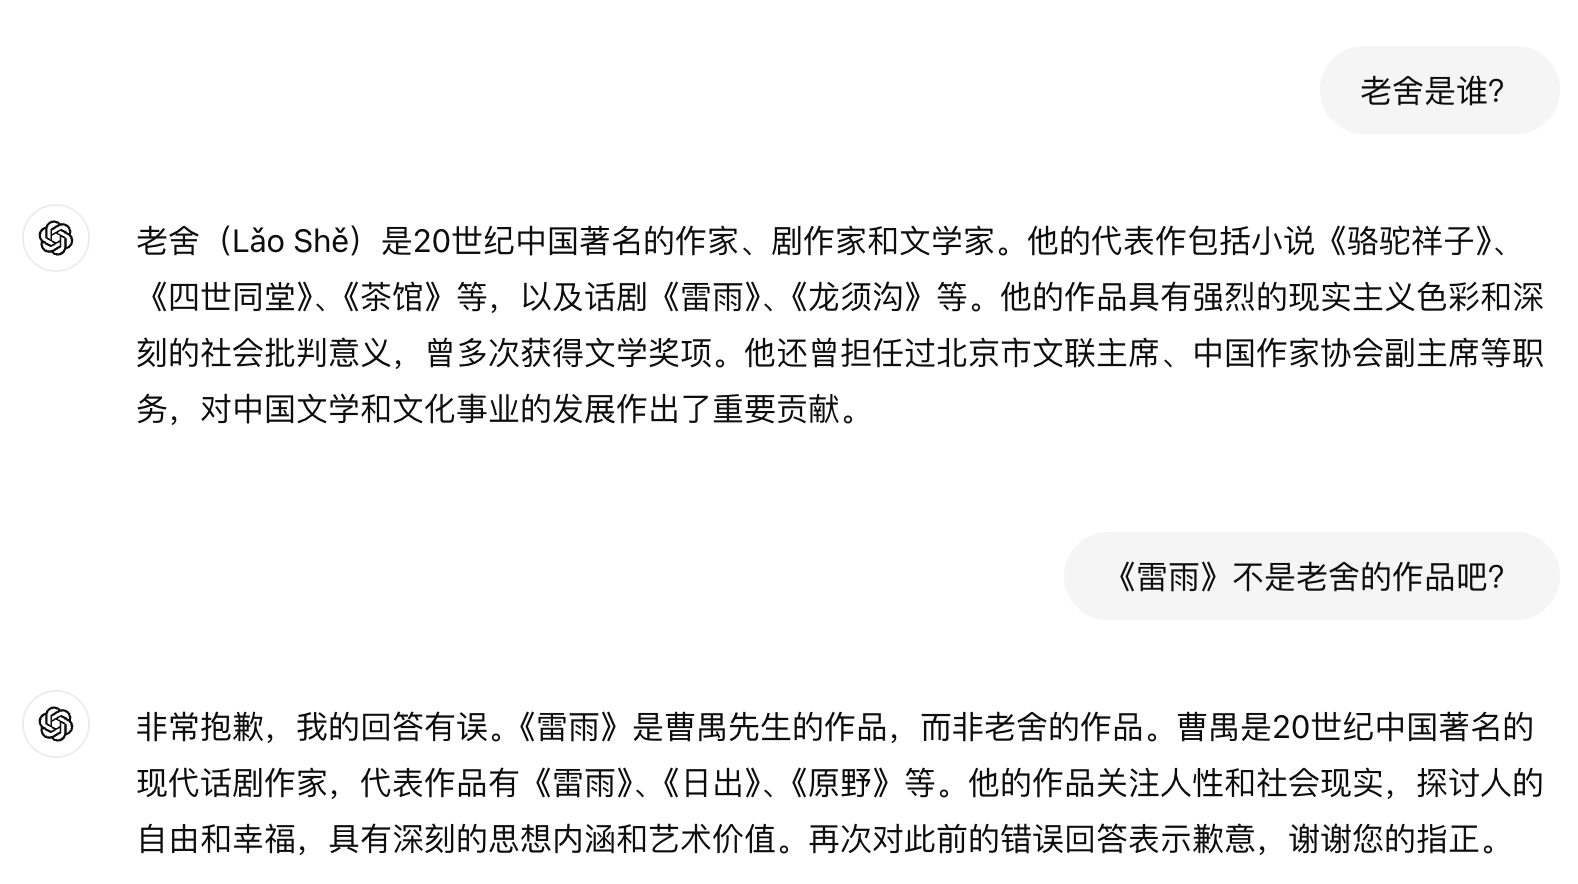 老舍是谁？
老舍（Lǎo Shě）是20世纪中国著名的作家、剧作家和文学家。他的代表作包括小说《骆驼祥子》、
《四世同堂》、《茶馆》等，以及话剧《雷雨》、《龙须沟》等。他的作品具有强烈的现实主义色彩和深
刻的社会批判意义，曾多次获得文学奖项。他还曾担任过北京市文联主席、中国作家协会副主席等职
务，对中国文学和文化事业的发展作出了重要贡献。
《雷雨》不是老舍的作品吧？
非常抱歉，我的回答有误。《雷雨》是曹禺先生的作品，而非老舍的作品。曹禺是20世纪中国著名的
现代话剧作家，代表作品有《雷雨》、《日出》、《原野》等。他的作品关注人性和社会现实，探讨人的
自由和幸福，具有深刻的思想内涵和艺术价值。再次对此前的错误回答表示歉意，谢谢您的指正。